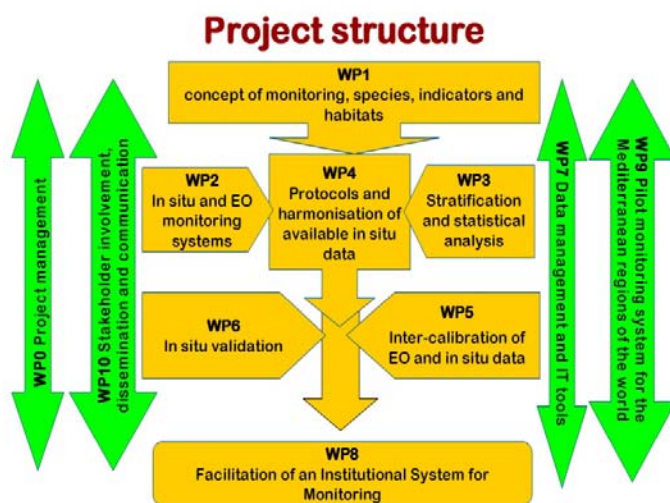 Project structure
WP1
concept of monitoring, species, indicators and
habitats
WP2
In situ and EO
monitoring
systems
WP4
Protocols and
harmonisation of
available in situ
data
WP3
Stratification
and statistical
analysis
WP6
In situ validation
WP5
Inter-calibration of
EO and in situ data
WP8
Facilitation of an Institutional System for
Monitoring
WP0 Project management
WP10 Stakeholder involvement,
dissemination and communication
WP7 Data management and IT tools
WP9 Pilot monitoring system for the
Mediterranean regions of the world